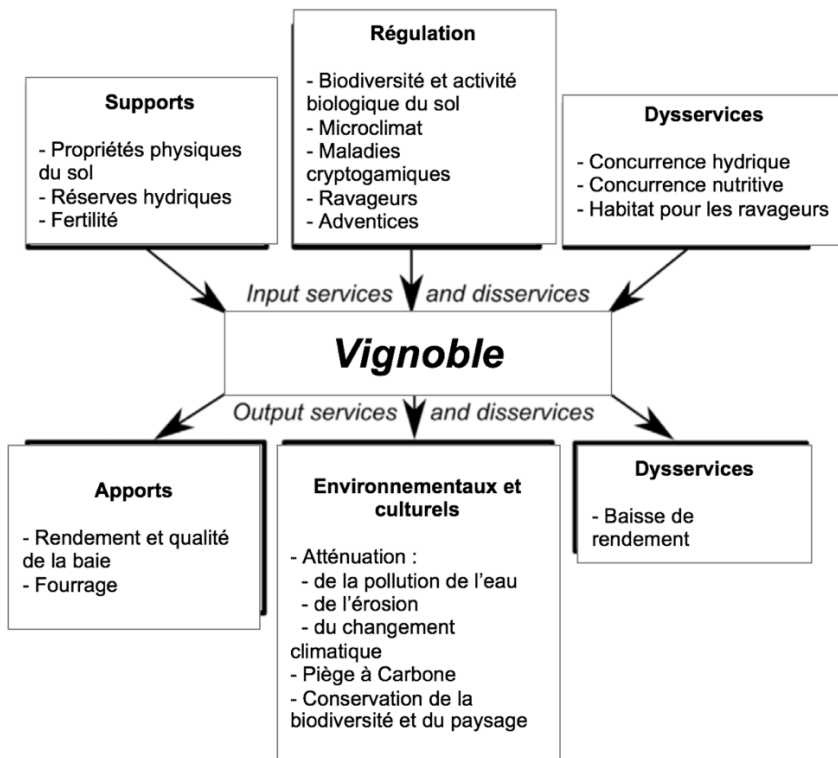 Supports
- Propriétés physiques
du sol
- Réserves hydriques
- Fertilité
Régulation
- Biodiversité et activité
biologique du sol
- Microclimat
- Maladies
cryptogamiques
- Ravageurs
- Adventices
Dysservices
- Concurrence hydrique
- Concurrence nutritive
- Habitat pour les ravageurs
Input services and disservices
Vignoble
Output services and disservices
Apports
- Rendement et qualité
de la baie
- Fourrage
Environnementaux et
culturels
- Atténuation :
- de la pollution de l'eau
- de l'érosion
- du changement
climatique
- Piège à Carbone
- Conservation de la
biodiversité et du paysage
Dysservices
- Baisse de
rendement